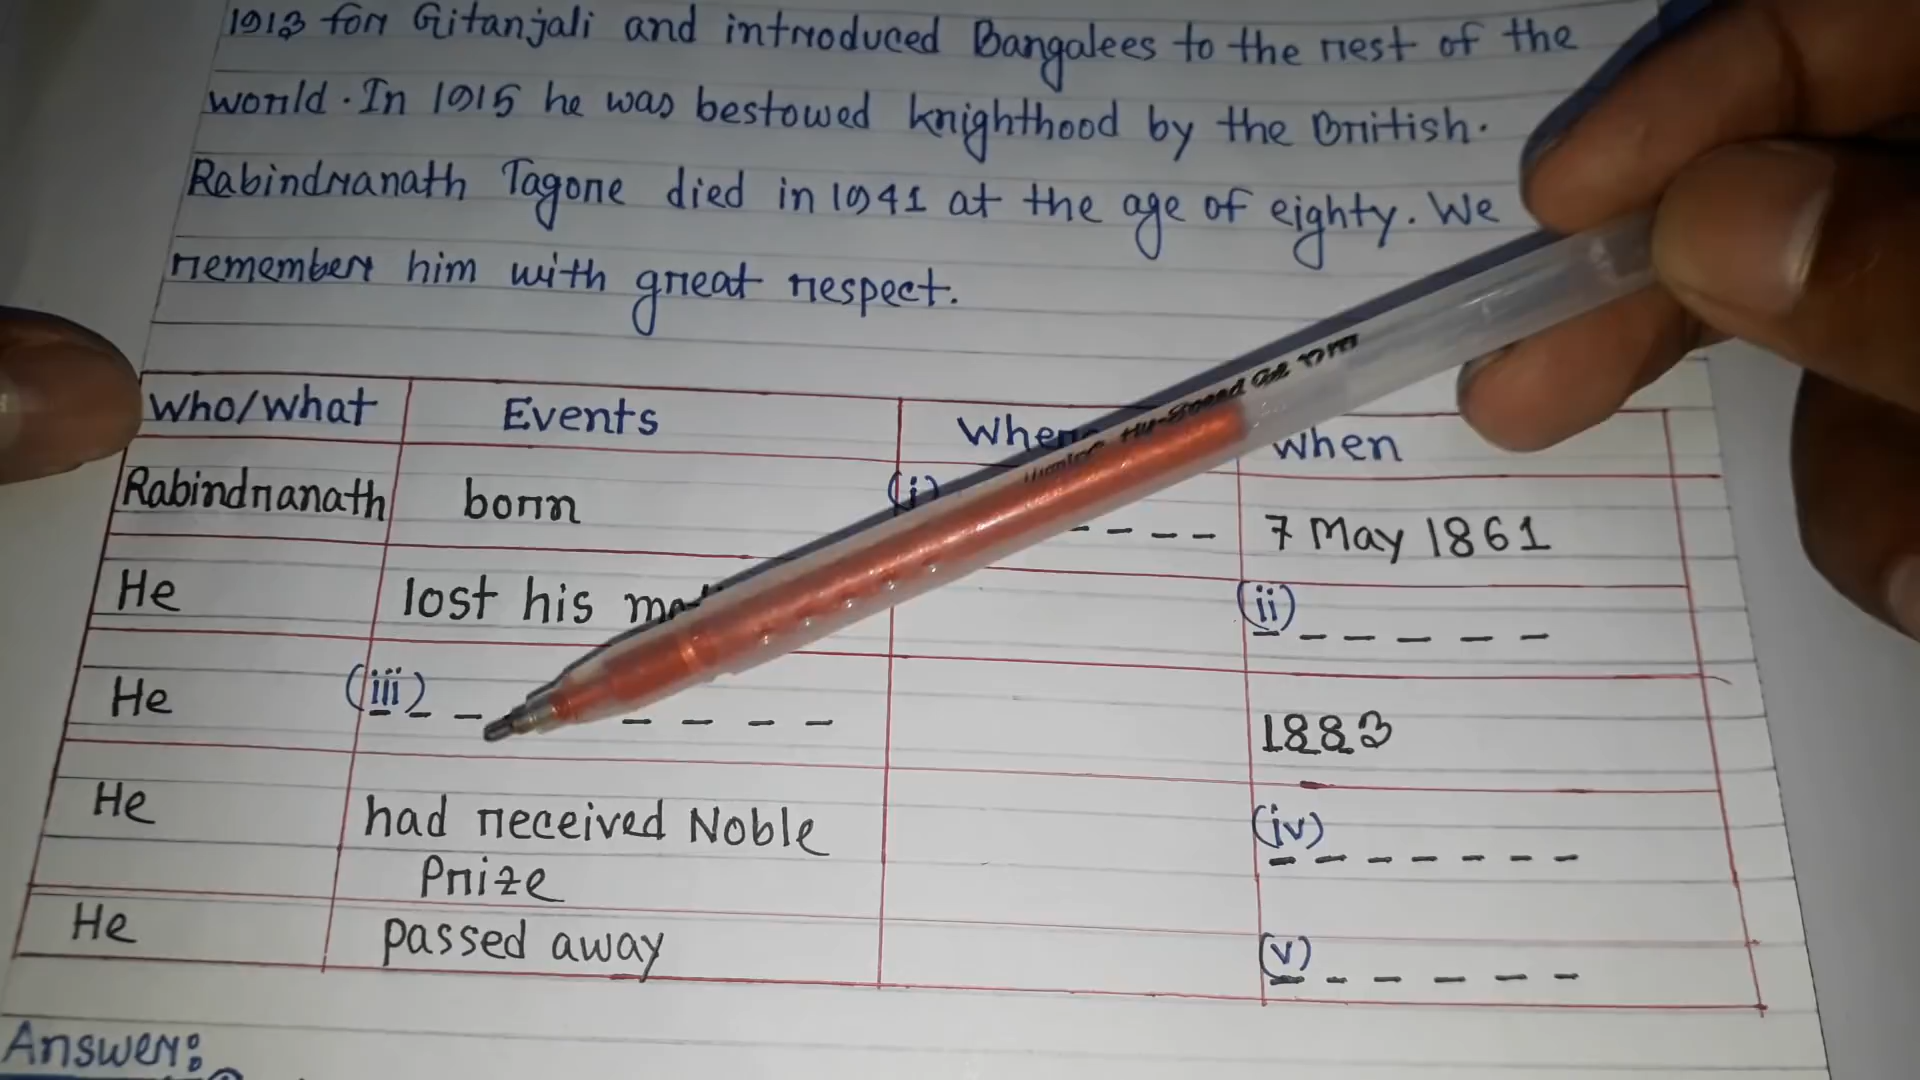 1913 for Gitanjali and introduced Bangalees to the rest of the
world. In 1915 he was bestowed knighthood by the British.
Rabindranath Tagore died in 1941 at the age of eighty. We
remember him with great respect.
Who/What Events When
Rabindranath born (i) _ _ _ _ 7 May 1861
He lost his (ii) _ _ _ _ _ _
He (iii) _ _ _ _ _ _ _ 1883
He had received Noble (iv) _ _ _ _ _ _ _
Prize
He passed away (v) _ _ _ _ _ _
Answer: